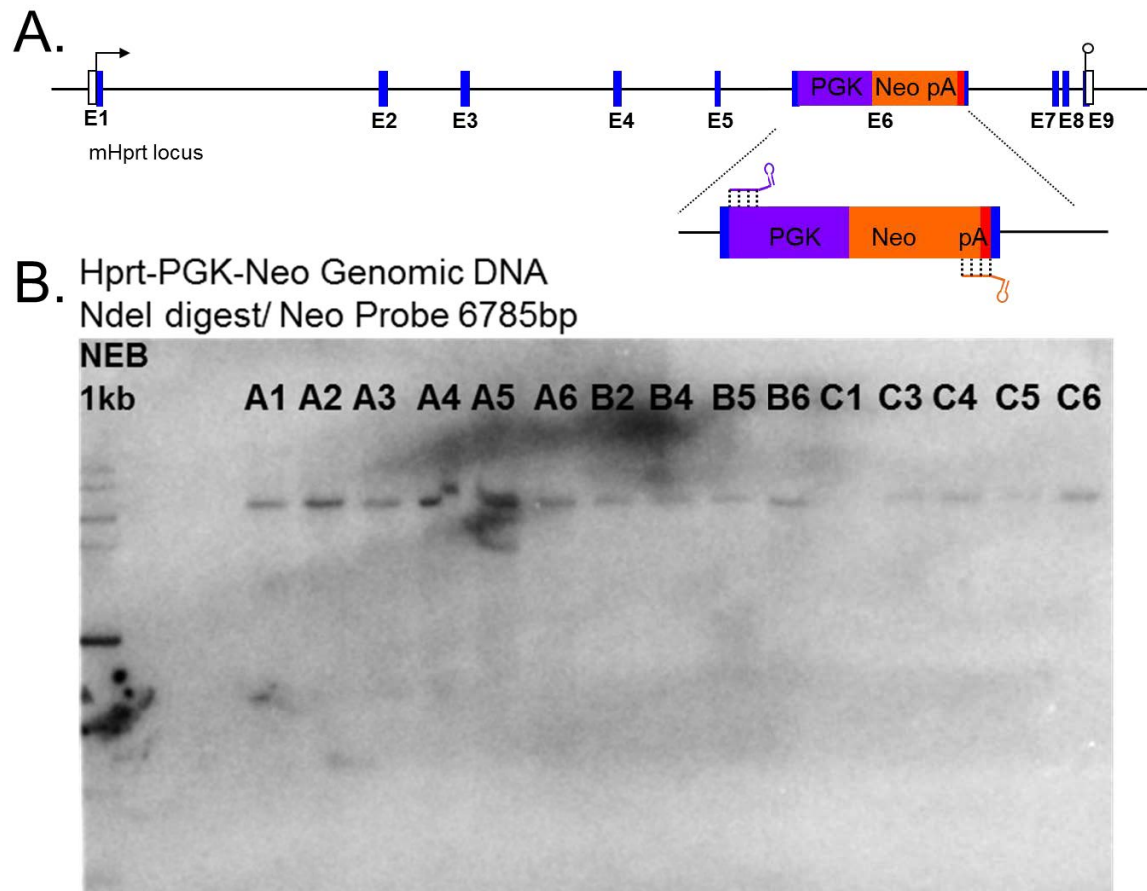 A.
PGK Neo pA
E1 E2 E3 E4 E5 E6 E7 E8 E9
mHprt locus
PGK Neo pA
B. Hprt-PGK-Neo Genomic DNA
NdeI digest/ Neo Probe 6785bp
NEB
1kb A1 A2 A3 A4 A5 A6 B2 B4 B5 B6 C1 C3 C4 C5 C6